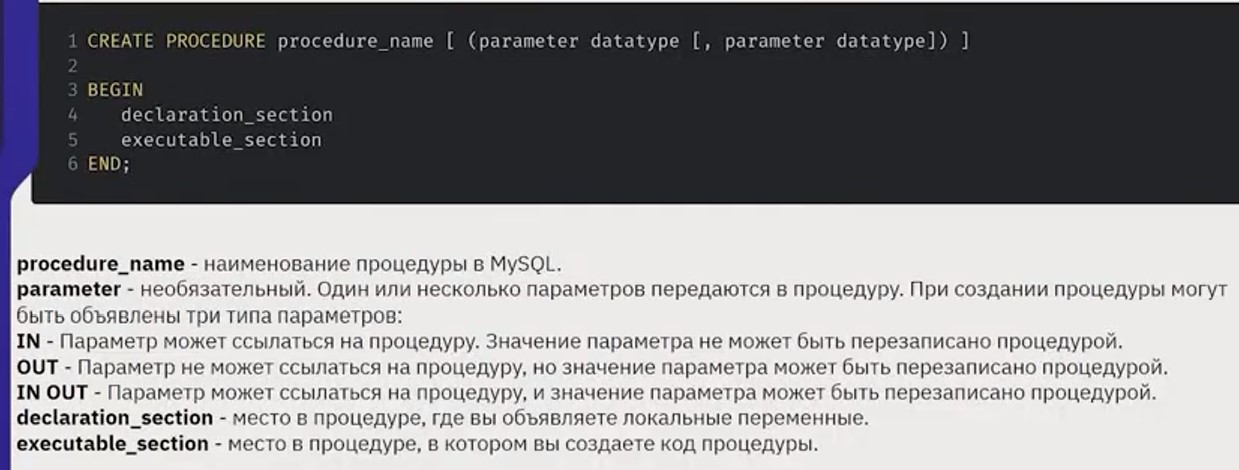 1 CREATE PROCEDURE procedure_name [ (parameter datatype [, parameter datatype]) ]
2
3 BEGIN
4    declaration_section
5    executable_section
6 END;
procedure_name - наименование процедуры в MySQL.
parameter - необязательный. Один или несколько параметров передаются в процедуру. При создании процедуры могут
быть объявлены три типа параметров:
IN - Параметр может ссылаться на процедуру. Значение параметра не может быть перезаписано процедурой.
OUT - Параметр не может ссылаться на процедуру, но значение параметра может быть перезаписано процедурой.
IN OUT - Параметр может ссылаться на процедуру, и значение параметра может быть перезаписано процедурой.
declaration_section - место в процедуре, где вы объявляете локальные переменные.
executable_section - место в процедуре, в котором вы создаете код процедуры.